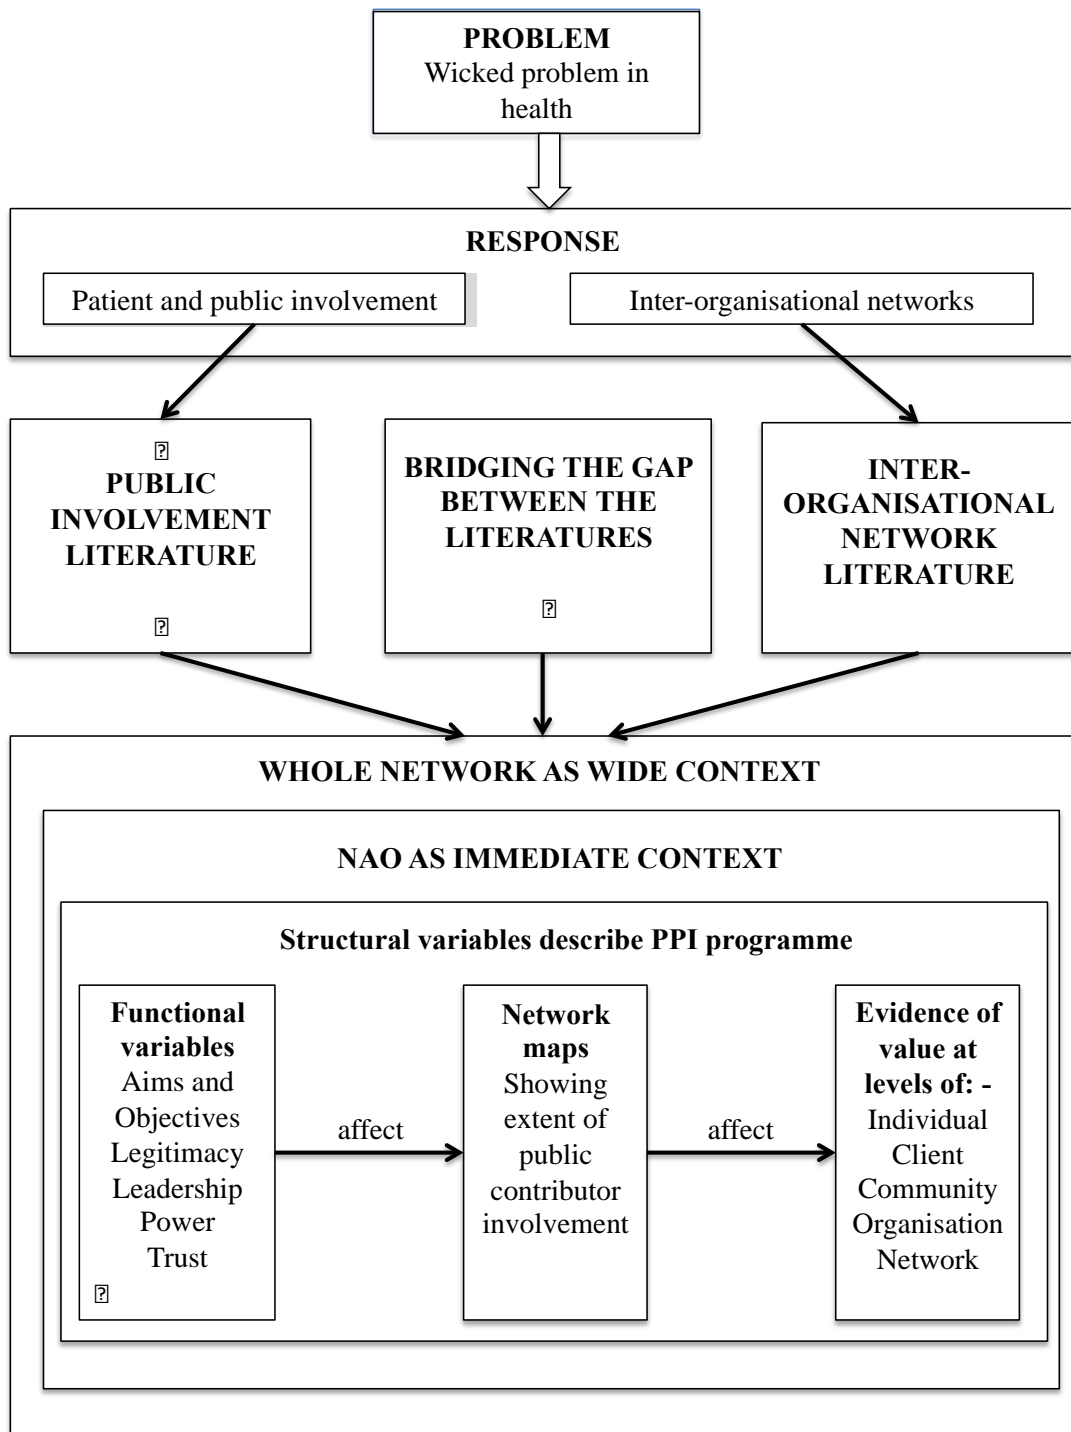 PROBLEM
Wicked problem in
health
RESPONSE
Patient and public involvement
Inter-organisational networks
PUBLIC
INVOLVEMENT
LITERATURE
BRIDGING THE GAP
BETWEEN THE
LITERATURES
INTER-
ORGANISATIONAL
NETWORK
LITERATURE
WHOLE NETWORK AS WIDE CONTEXT
NAO AS IMMEDIATE CONTEXT
Structural variables describe PPI programme
Functional
variables
Aims and
Objectives
Legitimacy
Leadership
Power
Trust
affect
Network
maps
Showing
extent of
public
contributor
involvement
affect
Evidence of
value at
levels of: -
Individual
Client
Community
Organisation
Network